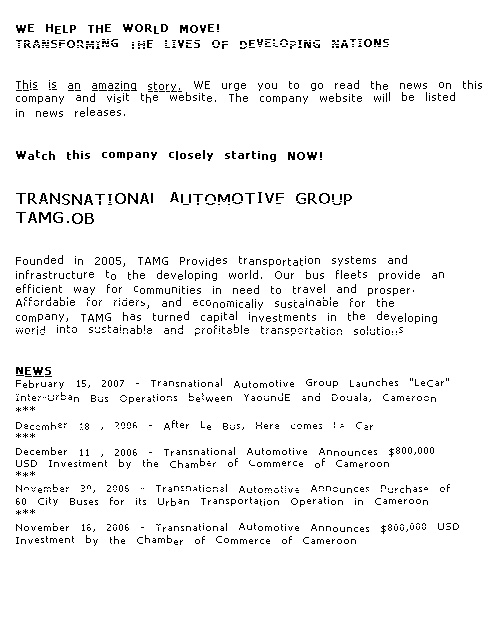 WE HELP THE WORLD MOVE!
TRANSFORMING THE LIVES OF DEVELOPING NATIONS
This is an amazing story. WE urge you to go read the news on this
company and visit the website. The company website will be listed
in news releases.
Watch this company closely starting NOW!
TRANSNATIONAL AUTOMOTIVE GROUP
TAMG.OB
Founded in 2005, TAMG Provides transportation systems and
infrastructure to the developing world. Our bus fleets provide an
efficient way for communities in need to travel and prosper.
Affordable for riders, and economically sustainable for the
company, TAMG has turned capital investments in the developing
world into sustainable and profitable transportation solutions
NEWS
February 15, 2007 - Transnational Automotive Group Launches "LeCar"
Inter-Urban Bus Operations between YaoundE and Douala, Cameroon
***
December 18 , 2006 - After Le Bus, Here comes Le Car
***
December 11 , 2006 - Transnational Automotive Announces $800,000
USD Investment by the Chamber of Commerce of Cameroon
***
November 30, 2006 - Transnational Automotive Announces Purchase of
60 City Buses for its Urban Transportation Operation in Cameroon
***
November 16, 2006 - Transnational Automotive Announces $800,000 USD
Investment by the Chamber of Commerce of Cameroon